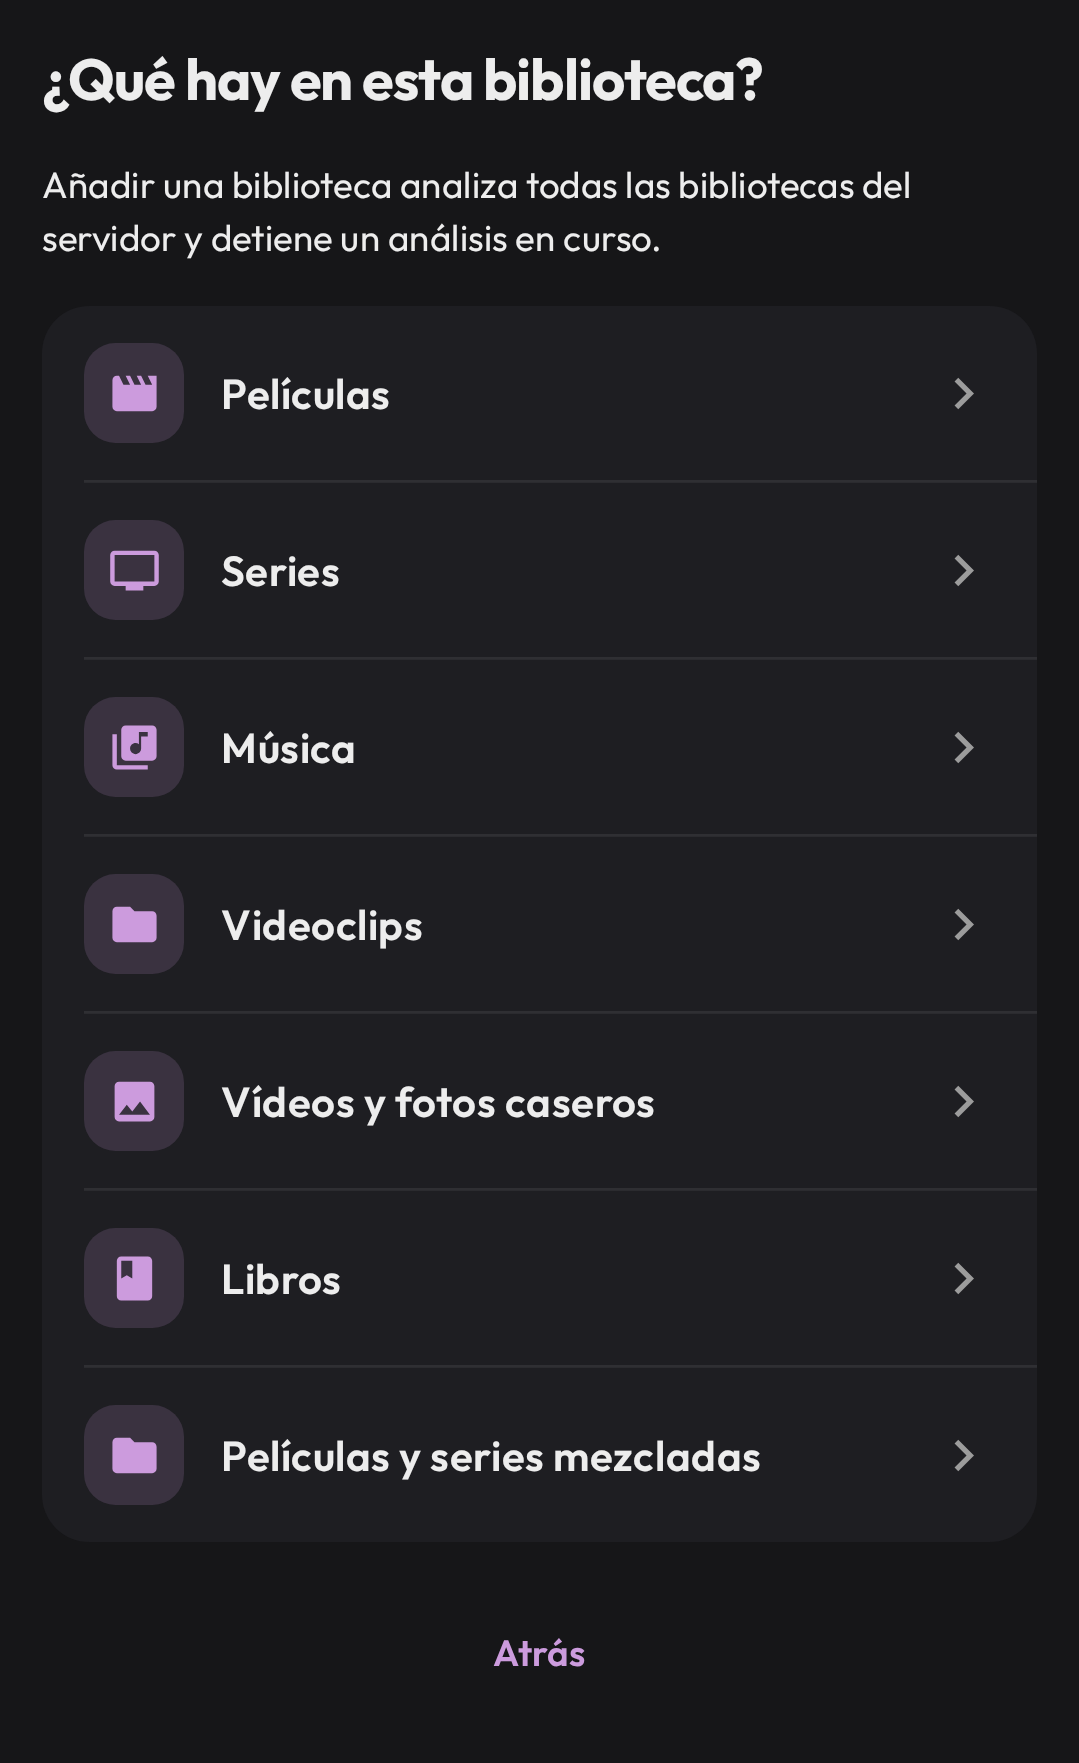 ¿Qué hay en esta biblioteca?
Añadir una biblioteca analiza todas las bibliotecas del
servidor y detiene un análisis en curso.
Películas
Series
Música
Videoclips
Vídeos y fotos caseros
Libros
Películas y series mezcladas
Atrás